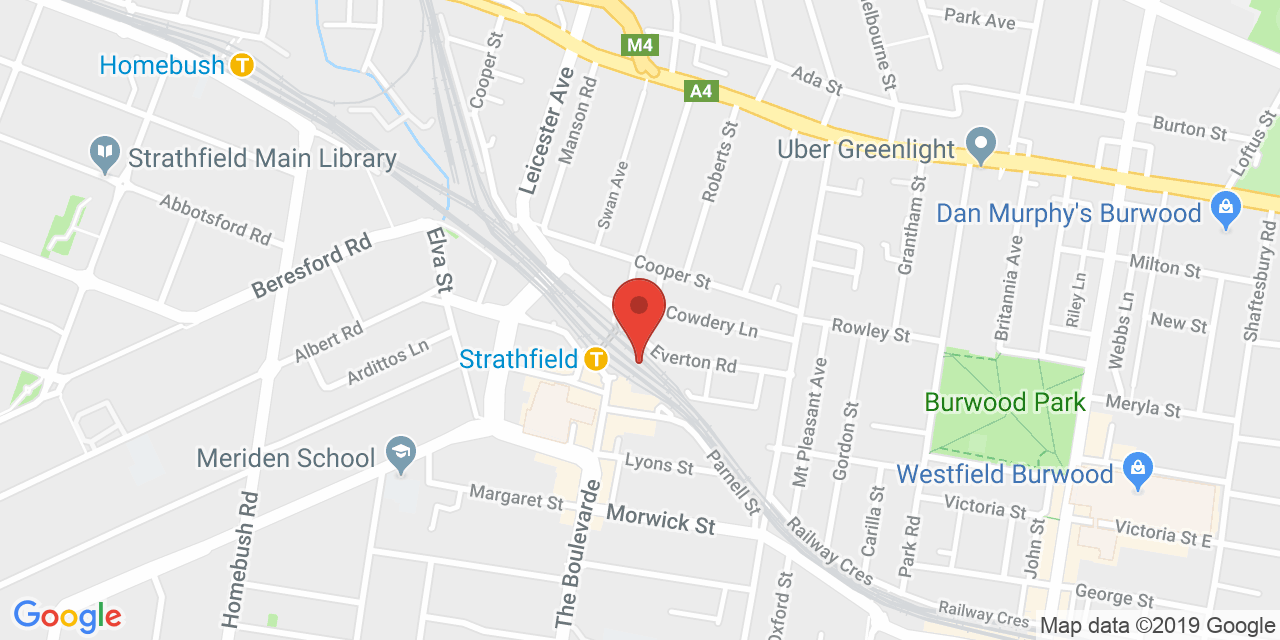 Park Ave
M4
Homebush
T
Cooper St
Leicester Ave
Manson Rd
Ada St
A4
Burton St
Loftus St
Strathfield Main Library
Uber Greenlight
Roberts St
Swan Ave
Abbotsford Rd
Dan Murphy's Burwood
Grantham St
Beresford Rd
Elva St
Cooper St
Britannia Ave
Riley Ln
Milton St
Shaftesbury Rd
Webbs Ln
New St
Cowdery Ln
Rowley St
Albert Rd
Ardittos Ln
Strathfield
T
Everton Rd
Mt Pleasant Ave
Gordon St
Burwood Park
Meryla St
Meriden School
Lyons St
Parnell St
Westfield Burwood
Margaret St
The Boulevarde
Morwick St
Homebush Rd
Carilla St
Park Rd
Victoria St
John St
Victoria St E
Railway Cres
Oxford St
George St
Railway Cres
Google
Map data ©2019 Google